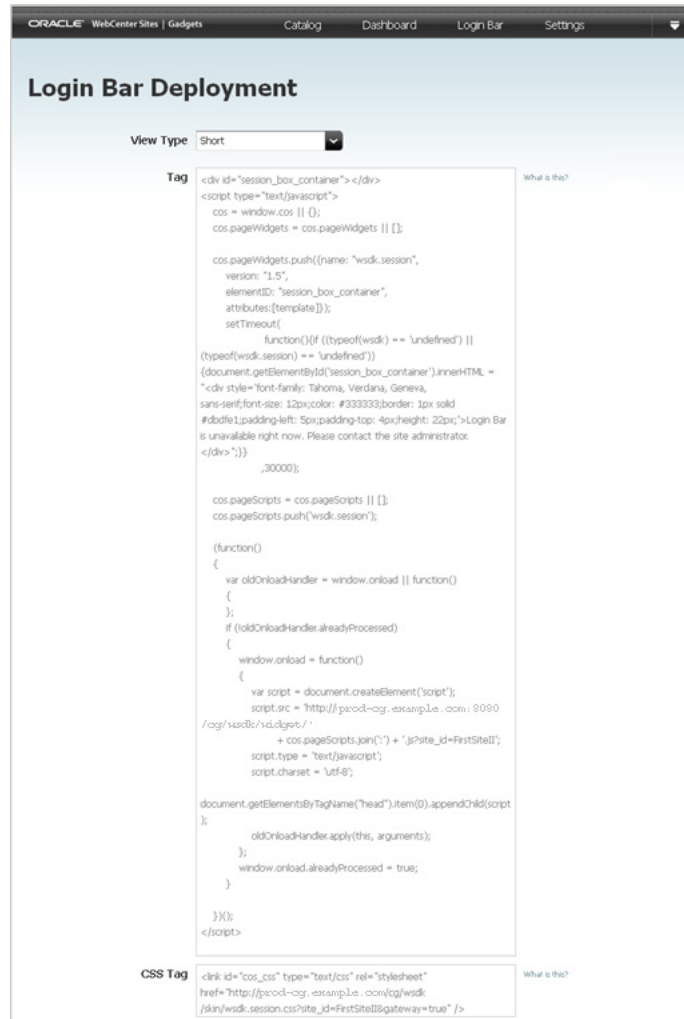 ORACLE WebCenter Sites | Gadgets Catalog Dashboard Login Bar Settings
Login Bar Deployment
View Type Short
Tag What is this?
<div id="session_box_container"></div>
<script type="text/javascript">
cos = window.cos || {};
cos.pageWidgets = cos.pageWidgets || [];
cos.pageWidgets.push({name: "wsdk.session",
version: "1.5",
elementID: "session_box_container",
attributes:[template]});
setTimeout(
function(){if ((typeof(wsdk) == 'undefined') ||
(typeof(wsdk.session) == 'undefined'))
{document.getElementById('session_box_container').innerHTML =
"<div style='font-family: Tahoma, Verdana, Geneva,
sans-serif;font-size: 12px;color: #333333;border: 1px solid
#dbdfe1;padding-left: 5px;padding-top: 4px;height: 22px;'>Login Bar
is unavailable right now. Please contact the site administrator.
</div>";}}
,30000);
cos.pageScripts = cos.pageScripts || [];
cos.pageScripts.push('wsdk.session');
(function()
{
var oldOnloadHandler = window.onload || function()
{
};
if (!oldOnloadHandler.alreadyProcessed)
{
window.onload = function()
{
var script = document.createElement('script');
script.src = 'http://prod-cg.example.com:8080
/cg/wsdk/widget/'
+ cos.pageScripts.join(':') + '.js?site_id=FirstSiteII';
script.type = 'text/javascript';
script.charset = 'utf-8';
document.getElementsByTagName("head").item(0).appendChild(script
);
oldOnloadHandler.apply(this, arguments);
};
window.onload.alreadyProcessed = true;
}
})();
</script>
CSS Tag What is this?
<link id="cos_css" type="text/css" rel="stylesheet"
href="http://prod-cg.example.com/cg/wsdk
/skin/wsdk.session.css?site_id=FirstSiteII&gateway=true" />